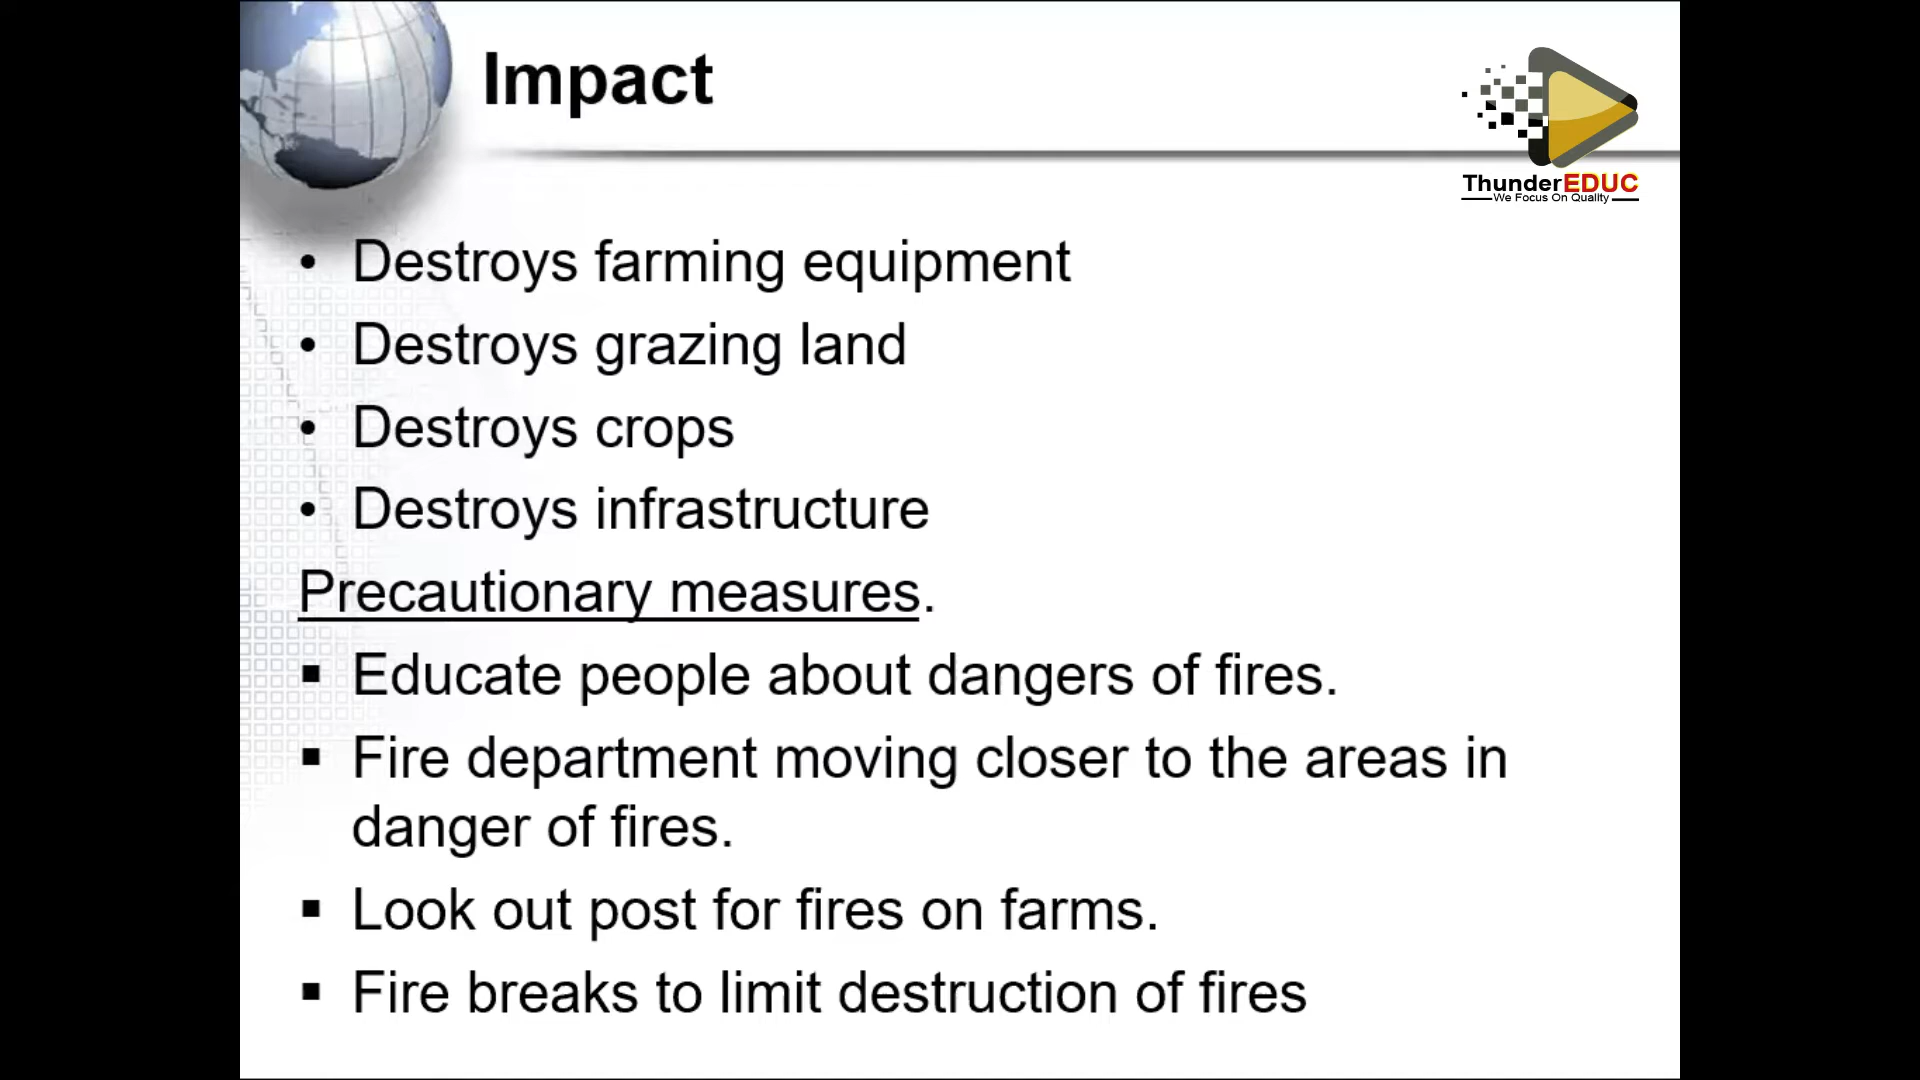 Impact
ThunderEDUC
We Focus On Quality
• Destroys farming equipment
• Destroys grazing land
• Destroys crops
• Destroys infrastructure
Precautionary measures.
▪ Educate people about dangers of fires.
▪ Fire department moving closer to the areas in
danger of fires.
▪ Look out post for fires on farms.
▪ Fire breaks to limit destruction of fires